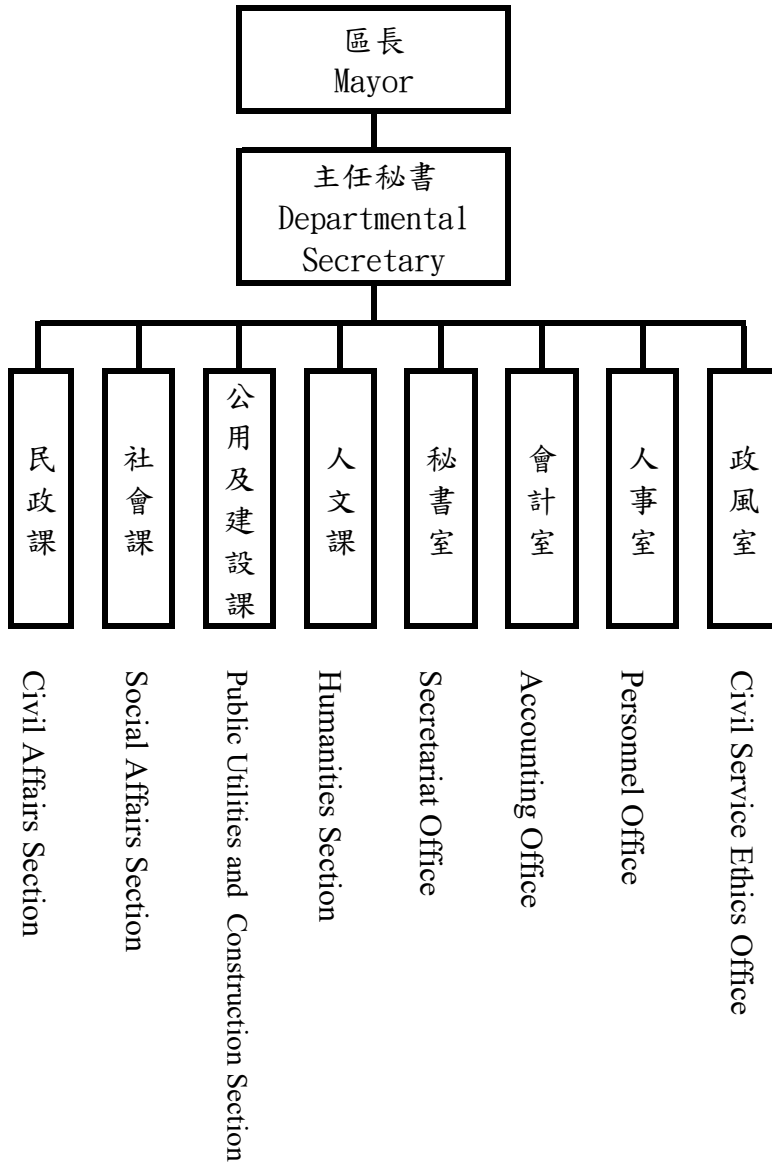 區長
Mayor
主任秘書
Departmental
Secretary
民政課
社會課
公用及建設課
人文課
秘書室
會計室
人事室
政風室
Civil Affairs Section
Social Affairs Section
Public Utilities and Construction Section
Humanities Section
Secretariat Office
Accounting Office
Personnel Office
Civil Service Ethics Office